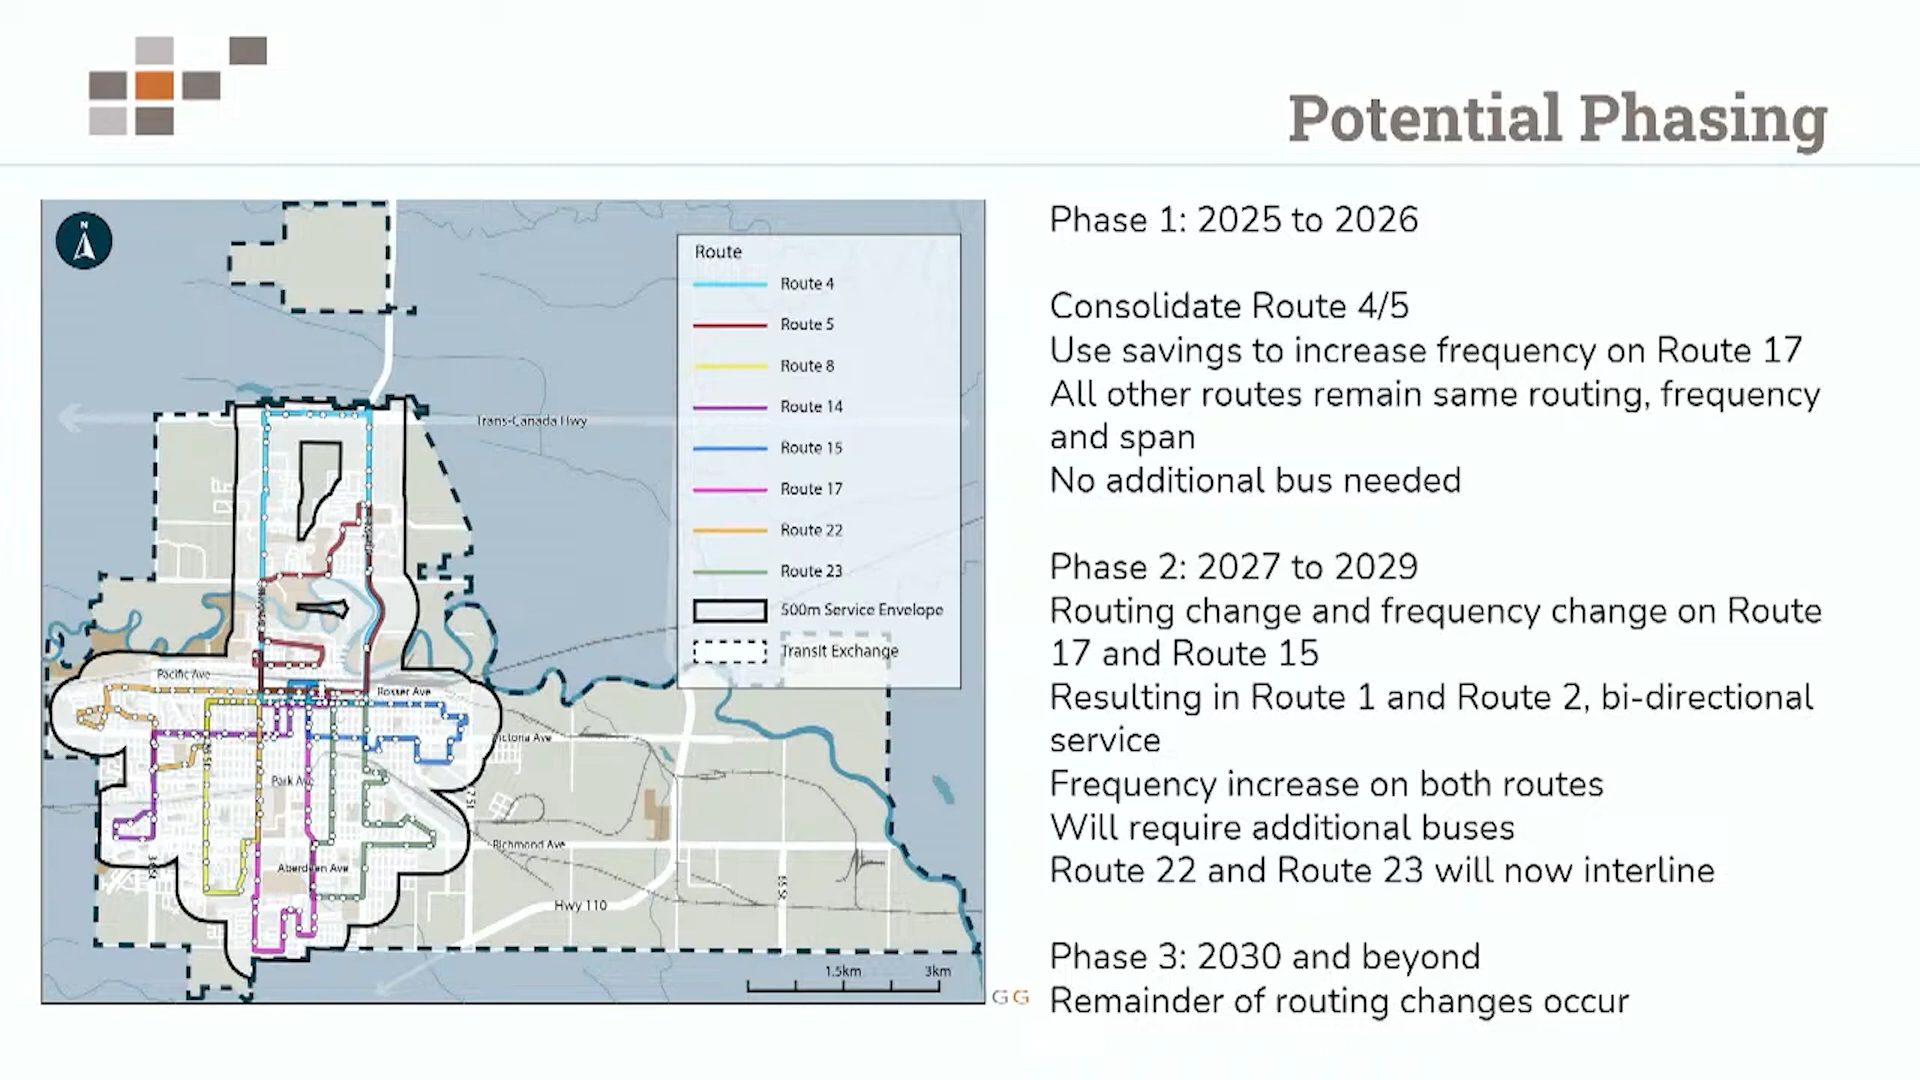 Potential Phasing
N
Route
Route 4
Route 5
Route 8
Route 14
Route 15
Route 17
Route 22
Route 23
500m Service Envelope
Transit Exchange
Trans-Canada Hwy
Pacific Ave
Rosser Ave
Victoria Ave
Park Ave
Richmond Ave
Aberdeen Ave
Hwy 110
1.5km 3km
GG
Phase 1: 2025 to 2026
Consolidate Route 4/5
Use savings to increase frequency on Route 17
All other routes remain same routing, frequency
and span
No additional bus needed
Phase 2: 2027 to 2029
Routing change and frequency change on Route
17 and Route 15
Resulting in Route 1 and Route 2, bi-directional
service
Frequency increase on both routes
Will require additional buses
Route 22 and Route 23 will now interline
Phase 3: 2030 and beyond
Remainder of routing changes occur